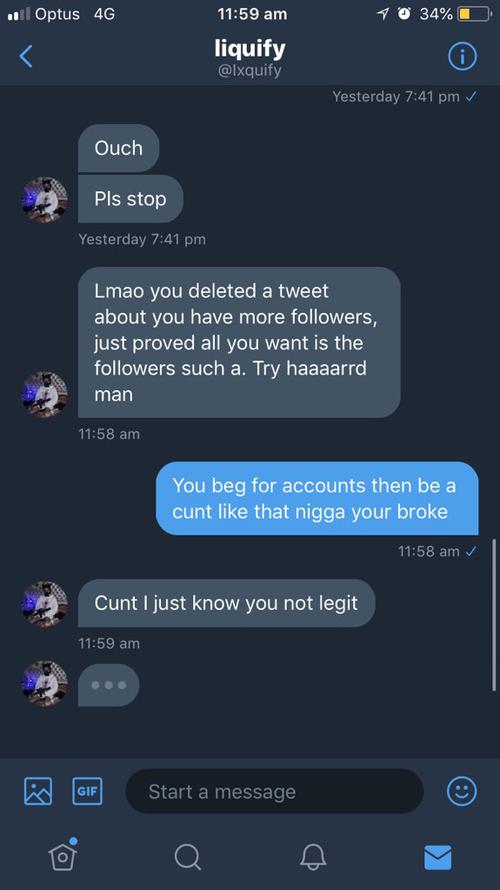 Optus 4G 11:59 am 34%
liquify
@lxquify
Yesterday 7:41 pm ✓
Ouch
Pls stop
Yesterday 7:41 pm
Lmao you deleted a tweet
about you have more followers,
just proved all you want is the
followers such a. Try haaaarrd
man
11:58 am
You beg for accounts then be a
cunt like that nigga your broke
11:58 am ✓
Cunt I just know you not legit
11:59 am
GIF
Start a message